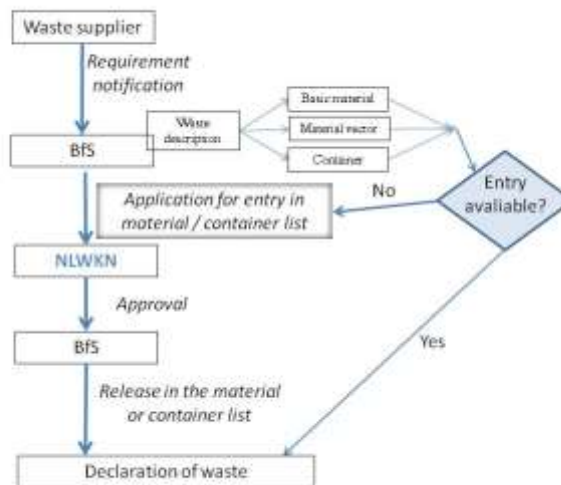 Waste supplier
Requirement
notification
Basic material
Waste
description
Material vector
BfS
Container
Application for entry in
material / container list
No
Entry
avaliable?
NLWKN
Approval
BfS
Yes
Release in the material
or container list
Declaration of waste